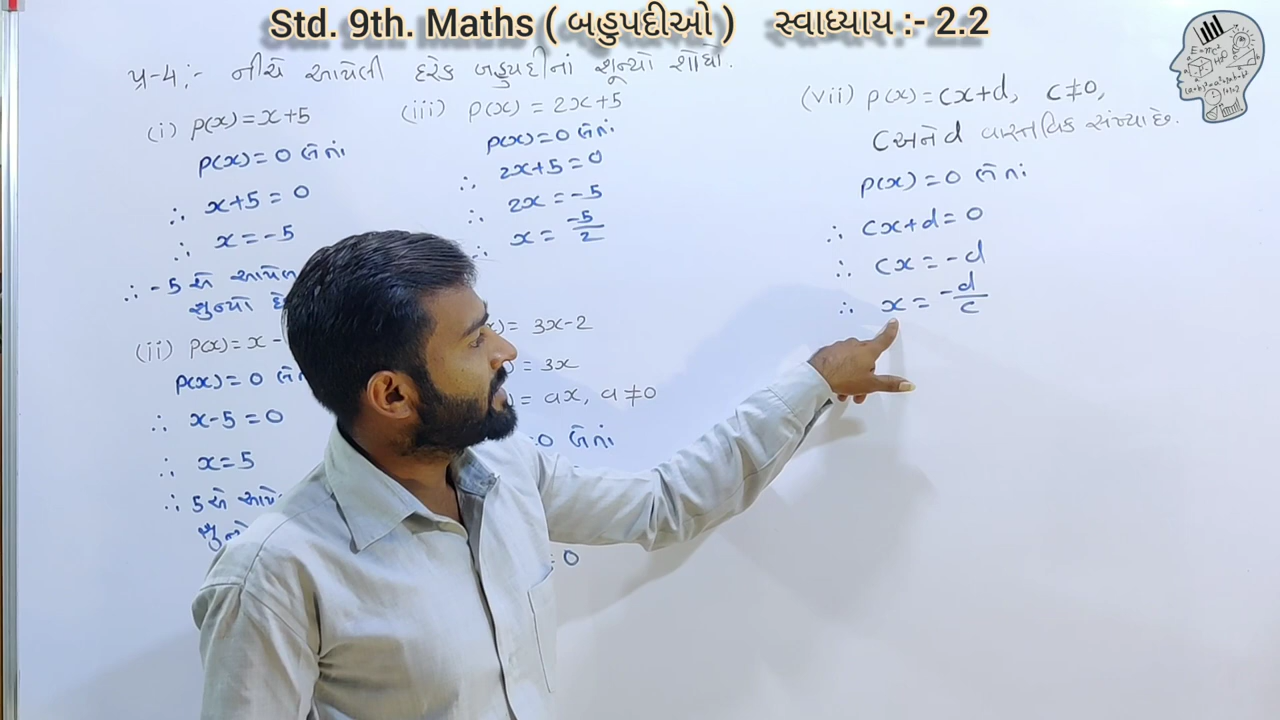 Std. 9th. Maths ( બહુપદીઓ ) સ્વાધ્યાય :- 2.2
પ્ર-4:- નીચે આપેલી દરેક બહુપદીનાં શૂન્યો શોધો.
(i) p(x) = x+5
p(x) = 0 લેતાં
∴ x+5 = 0
∴ x = -5
∴ -5 એ આપેલ
શુન્યો છે
(ii) p(x) = x -
p(x) = 0 લેતાં
∴ x-5 = 0
∴ x = 5
∴ 5 એ આપે
(iii) p(x) = 2x+5
p(x) = 0 લેતાં
∴ 2x+5 = 0
∴ 2x = -5
∴ x = -5/2
x) = 3x-2
) = 3x
) = ax, a ≠ 0
=0 લેતાં
= 0
(vii) p(x) = cx+d, c ≠ 0,
c અને d વાસ્તવિક સંખ્યા છે.
p(x) = 0 લેતાં
∴ cx+d = 0
∴ cx = -d
∴ x = -d/c
E=mc²
H₂O